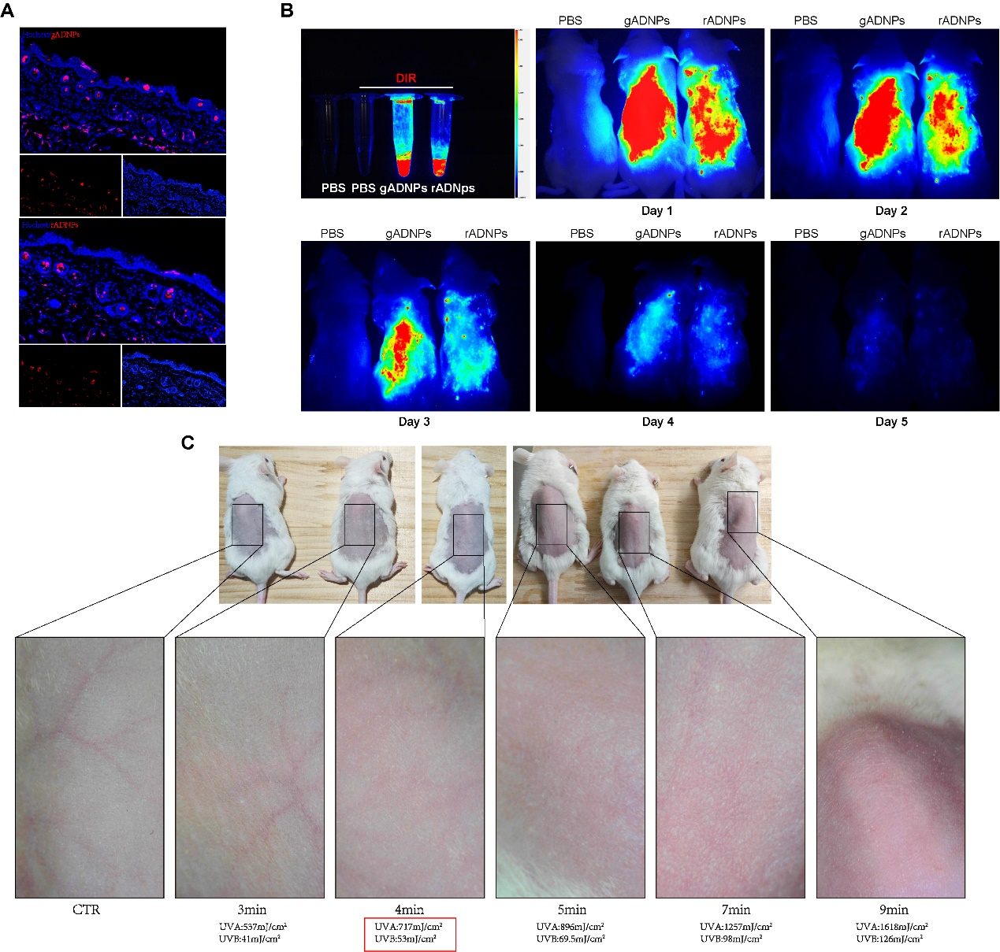 A
Hochest/gADNPs
Hochest/rADNPs
B
DIR
PBS PBS gADNPs rADNps
PBS gADNPs rADNPs
Day 1
PBS gADNPs rADNPs
Day 2
PBS gADNPs rADNPs
Day 3
PBS gADNPs rADNPs
Day 4
PBS gADNPs rADNPs
Day 5
C
CTR
3min
UVA:537mJ/cm²
UVB:41mJ/cm²
4min
UVA:717mJ/cm²
UVB:53mJ/cm²
5min
UVA:896mJ/cm²
UVB:69.5mJ/cm²
7min
UVA:1257mJ/cm²
UVB:98mJ/cm²
9min
UVA:1618mJ/cm²
UVB:126mJ/cm²